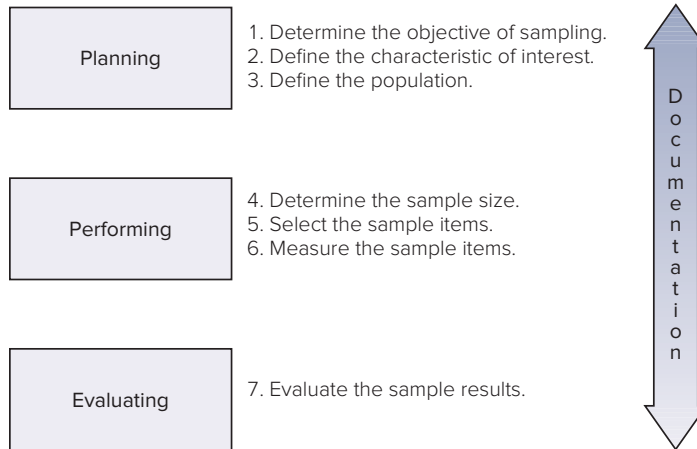 Planning
1. Determine the objective of sampling.
2. Define the characteristic of interest.
3. Define the population.
Performing
4. Determine the sample size.
5. Select the sample items.
6. Measure the sample items.
Evaluating
7. Evaluate the sample results.
Documentation